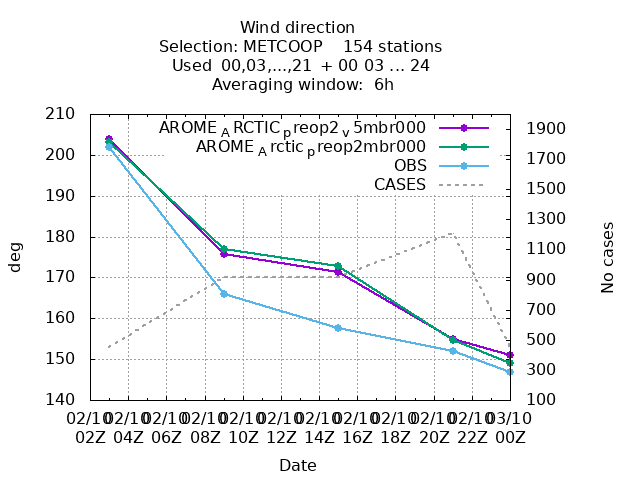 Wind direction
Selection: METCOOP 154 stations
Used 00,03,...,21 + 00 03 ... 24
Averaging window: 6h
210
200
190
180
170
160
150
140
deg
AROME_ARCTIC_preop2_v5mbr000
AROME_Arctic_preop2mbr000
OBS
CASES
1900
1700
1500
1300
1100
900
700
500
300
100
No cases
02/10 02/10 02/10 02/10 02/10 02/10 02/10 02/10 02/10 02/10 02/10 03/10
02Z 04Z 06Z 08Z 10Z 12Z 14Z 16Z 18Z 20Z 22Z 00Z
Date